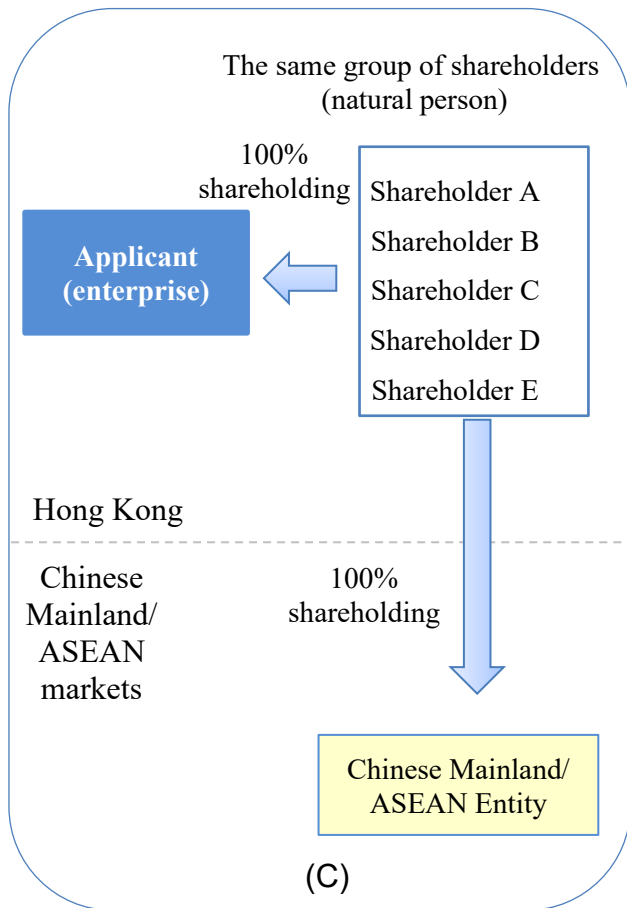 The same group of shareholders
(natural person)
100%
shareholding
Applicant
(enterprise)
Shareholder A
Shareholder B
Shareholder C
Shareholder D
Shareholder E
Hong Kong
Chinese
Mainland/
ASEAN
markets
100%
shareholding
Chinese Mainland/
ASEAN Entity
(C)